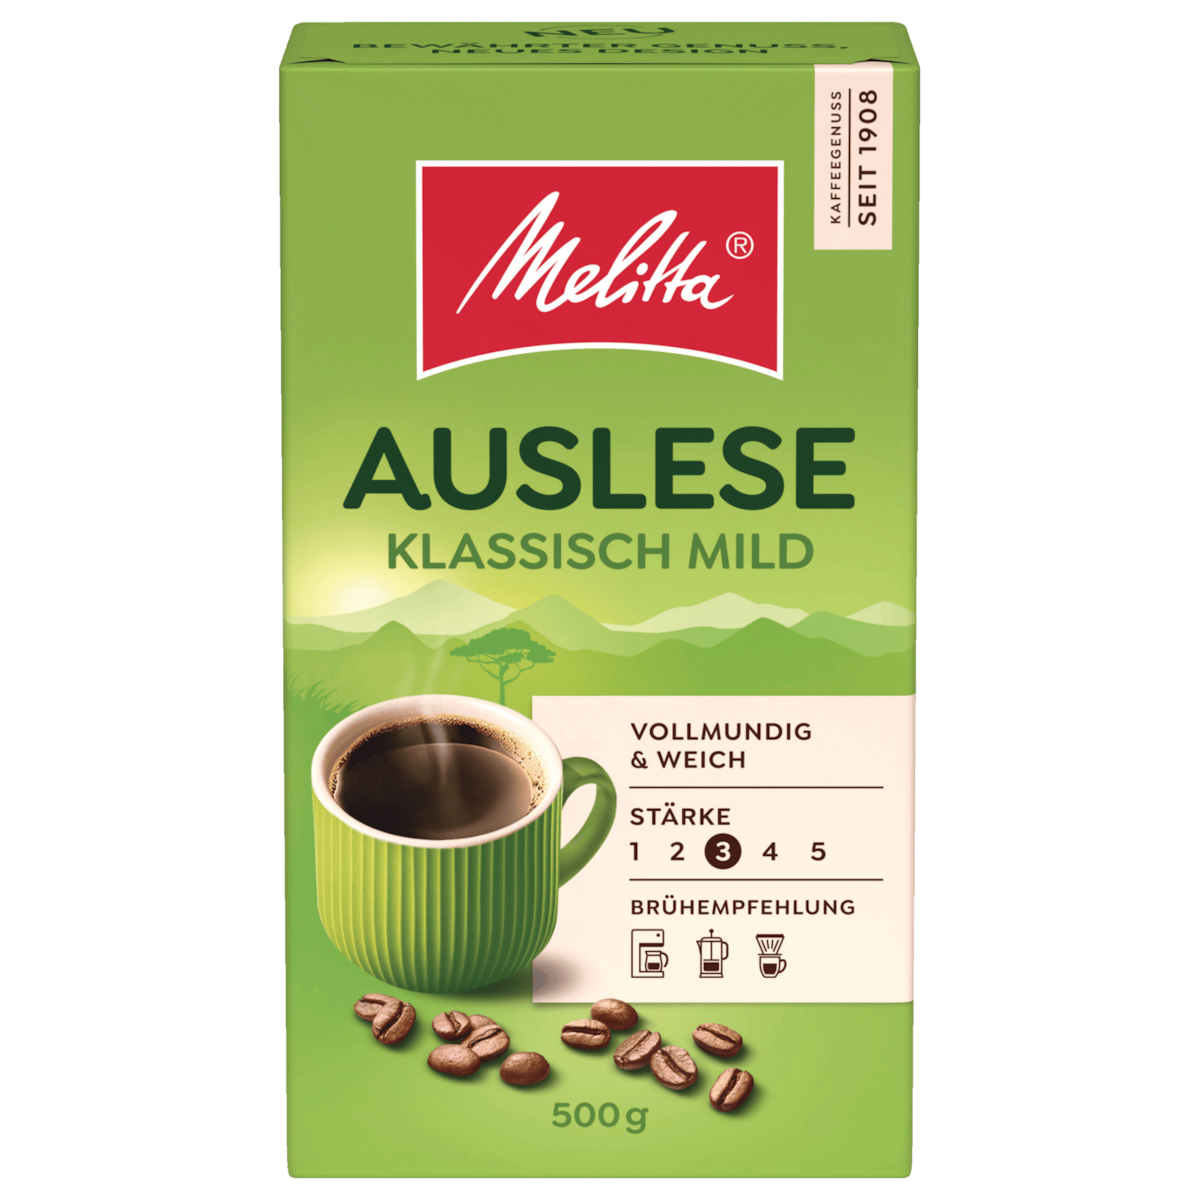 NEU
BEWÄHRTER GENUSS,
NEUES DESIGN
KAFFEEGENUSS
SEIT 1908
Melitta®
AUSLESE
KLASSISCH MILD
VOLLMUNDIG
& WEICH
STÄRKE
1 2 3 4 5
BRÜHEMPFEHLUNG
500g